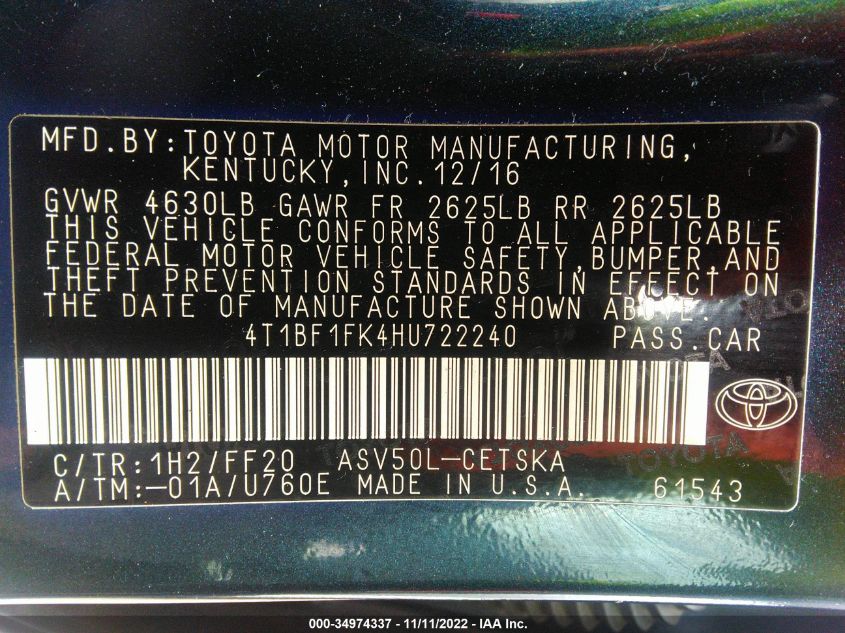 MFD.BY:TOYOTA MOTOR MANUFACTURING,
KENTUCKY,INC.12/16
GVWR 4630LB GAWR FR 2625LB RR 2625LB
THIS VEHICLE CONFORMS TO ALL APPLICABLE
FEDERAL MOTOR VEHICLE SAFETY,BUMPER,AND
THEFT PREVENTION STANDARDS IN EFFECT ON
THE DATE OF MANUFACTURE SHOWN ABOVE.
4T1BF1FK4HU722240 PASS.CAR
C/TR:1H2/FF20 ASV50L-CETSKA
A/TM:-01A/U760E MADE IN U.S.A. 61543
TOYOTA
TOYOTA
TOYOTA
000-34974337 - 11/11/2022 - IAA Inc.